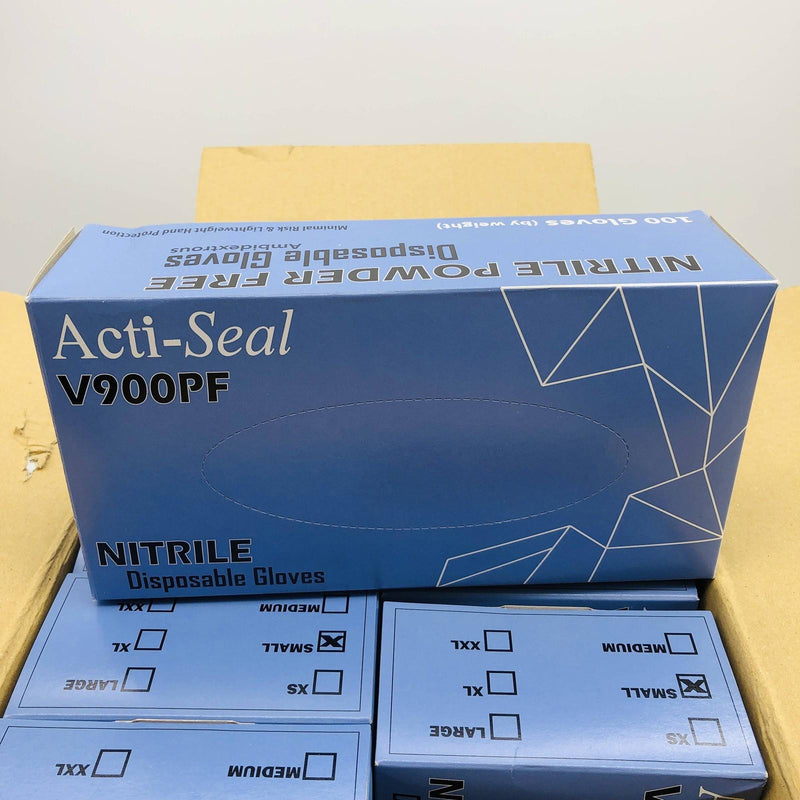 100 Gloves (by weight)
Minimal Risk & Lightweight Hand Protection
Ambidextrous
Disposable Gloves
NITRILE POWDER FREE
Acti-Seal
V900PF
NITRILE
Disposable Gloves
XXL
MEDIUM
XL
SMALL
LARGE
XS
XXL
MEDIUM
XL
SMALL
LARGE
XS
XXL
MEDIUM